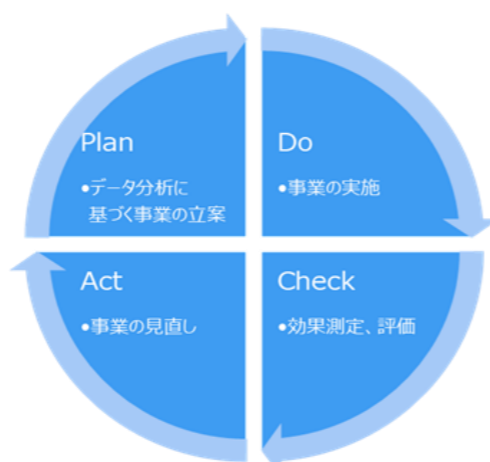 Plan
•データ分析に
基づく事業の立案
Do
•事業の実施
Act
•事業の見直し
Check
•効果測定、評価